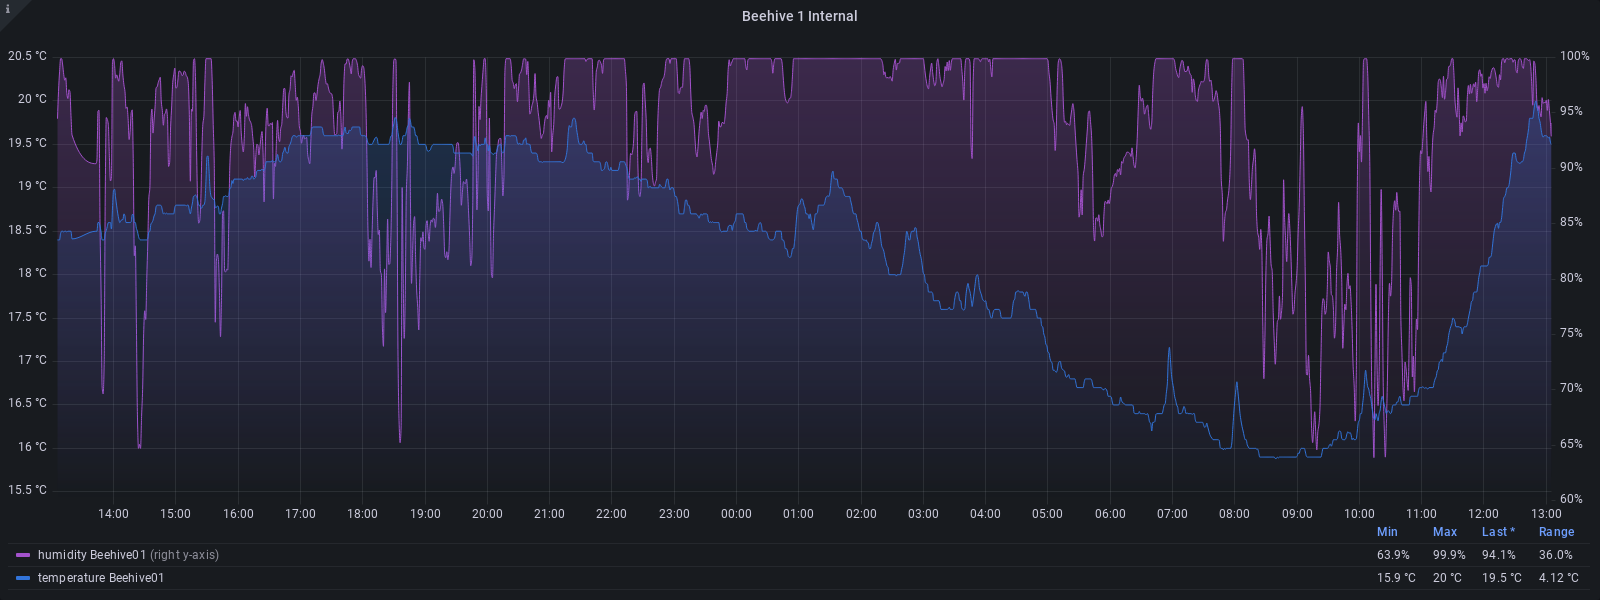 i
Beehive 1 Internal
20.5 °C 100%
20 °C 95%
19.5 °C 90%
19 °C 85%
18.5 °C 80%
18 °C 75%
17.5 °C 70%
17 °C 65%
16.5 °C 60%
16 °C
15.5 °C
14:00 15:00 16:00 17:00 18:00 19:00 20:00 21:00 22:00 23:00 00:00 01:00 02:00 03:00 04:00 05:00 06:00 07:00 08:00 09:00 10:00 11:00 12:00 13:00
Min Max Last * Range
humidity Beehive01 (right y-axis) 63.9% 99.9% 94.1% 36.0%
temperature Beehive01 15.9 °C 20 °C 19.5 °C 4.12 °C